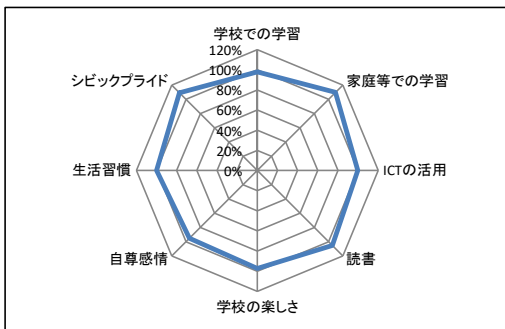 学校での学習
家庭等での学習
ICTの活用
読書
学校の楽しさ
自尊感情
生活習慣
シビックプライド
120%
100%
80%
60%
40%
20%
0%